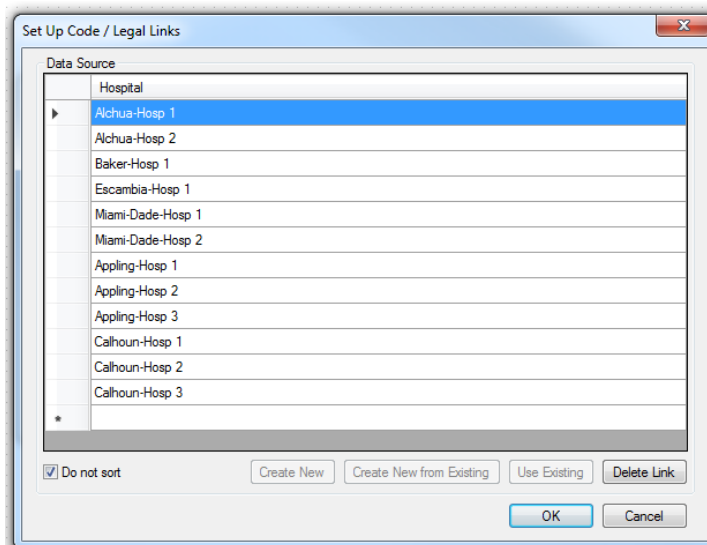 Set Up Code / Legal Links
Data Source
Hospital
Alchua-Hosp 1
Alchua-Hosp 2
Baker-Hosp 1
Escambia-Hosp 1
Miami-Dade-Hosp 1
Miami-Dade-Hosp 2
Appling-Hosp 1
Appling-Hosp 2
Appling-Hosp 3
Calhoun-Hosp 1
Calhoun-Hosp 2
Calhoun-Hosp 3
*
Do not sort Create New Create New from Existing Use Existing Delete Link
OK Cancel